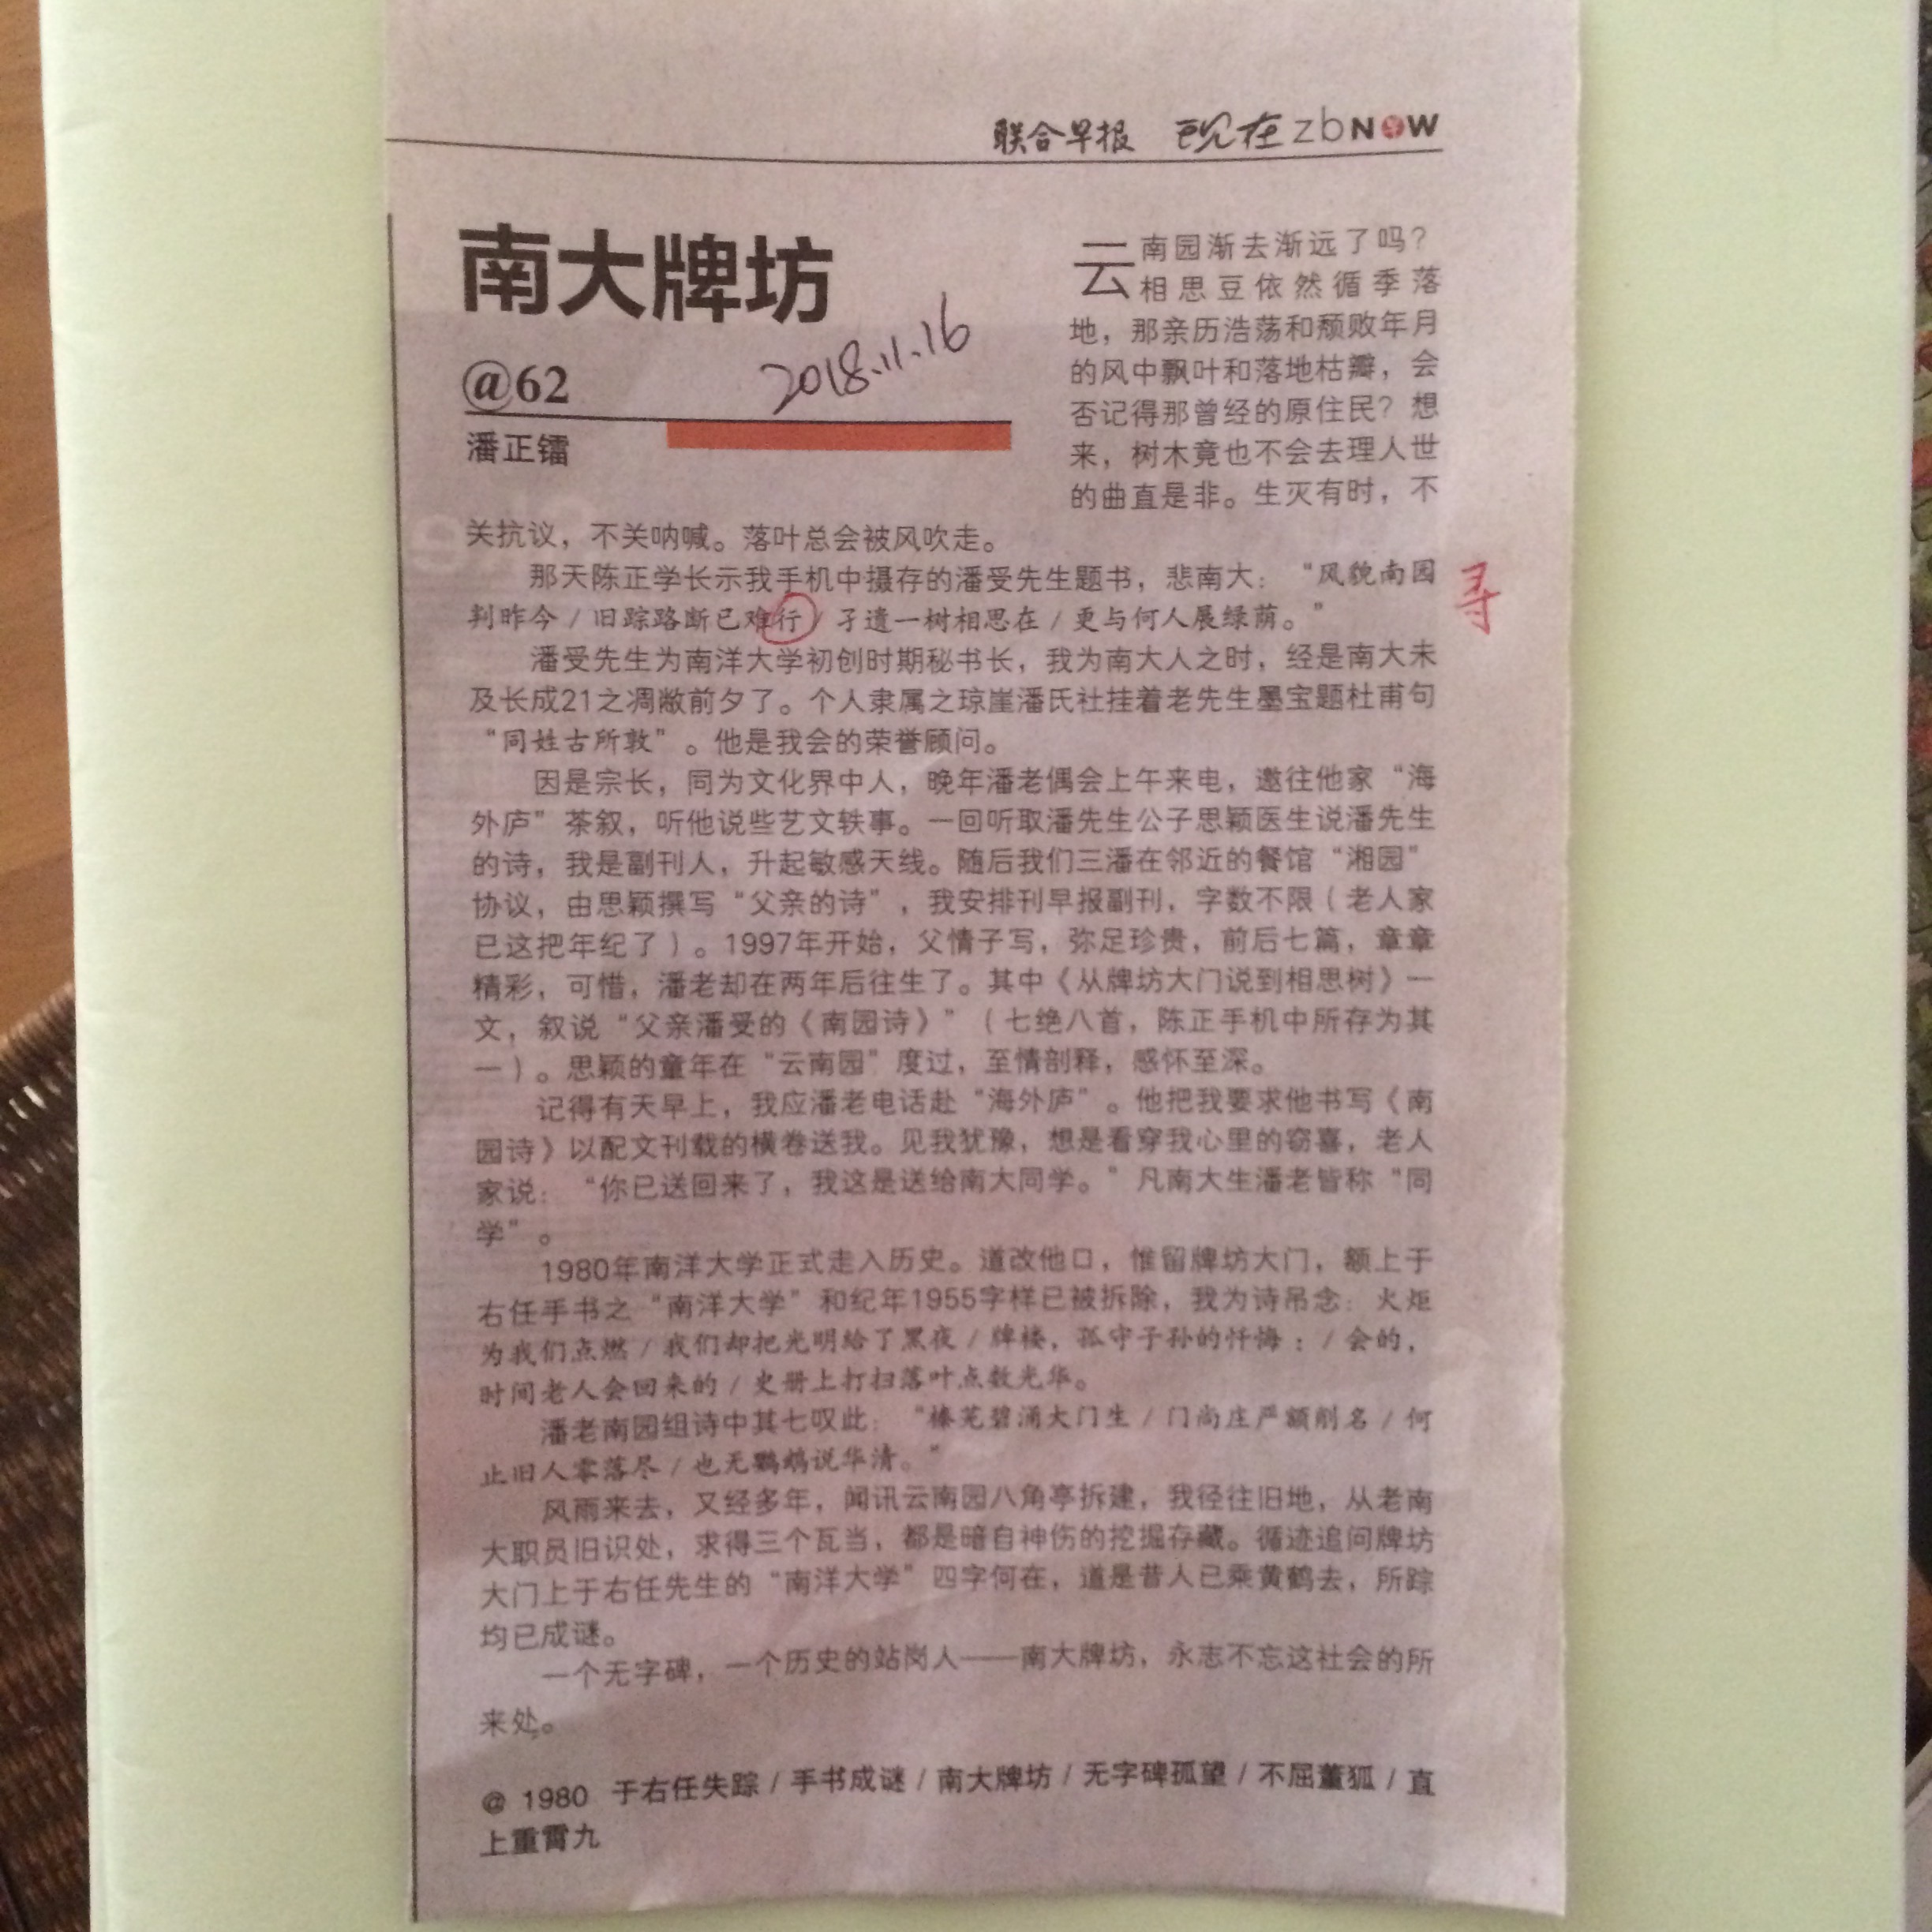 联合早报 现在 zbNOW
南大牌坊
2018.11.16
@62
潘正镭
云南园渐去渐远了吗？
相思豆依然循季落
地，那亲历浩荡和颓败年月
的风中飘叶和落地枯瓣，会
否记得那曾经的原住民？想
来，树木竟也不会去理人世
的曲直是非。生灭有时，不
关抗议，不关呐喊。落叶总会被风吹走。
那天陈正学长示我手机中摄存的潘受先生题书，悲南大：“风貌南园
判昨今／旧踪路断已难行／孑遗一树相思在／更与何人展绿荫。”
寻
潘受先生为南洋大学初创时期秘书长，我为南大人之时，经是南大未
及长成21之凋敝前夕了。个人隶属之琼崖潘氏社挂着老先生墨宝题杜甫句
“同姓古所敦”。他是我会的荣誉顾问。
因是宗长，同为文化界中人，晚年潘老偶会上午来电，邀往他家“海
外庐”茶叙，听他说些艺文轶事。一回听取潘先生公子思颖医生说潘先生
的诗，我是副刊人，升起敏感天线。随后我们三潘在邻近的餐馆“湘园”
协议，由思颖撰写“父亲的诗”，我安排刊早报副刊，字数不限（老人家
已这把年纪了）。1997年开始，父情子写，弥足珍贵，前后七篇，章章
精彩，可惜，潘老却在两年后往生了。其中《从牌坊大门说到相思树》一
文，叙说“父亲潘受的《南园诗》”（七绝八首，陈正手机中所存为其
一）。思颖的童年在“云南园”度过，至情剖释，感怀至深。
记得有天早上，我应潘老电话赴“海外庐”。他把我要求他书写《南
园诗》以配文刊载的横卷送我。见我犹豫，想是看穿我心里的窃喜，老人
家说：“你已送回来了，我这是送给南大同学。”凡南大生潘老皆称“同
学”。
1980年南洋大学正式走入历史。道改他口，惟留牌坊大门，额上于
右任手书之“南洋大学”和纪年1955字样已被拆除，我为诗吊念：火炬
为我们点燃／我们却把光明给了黑夜／牌楼，孤守子孙的忏悔：／会的，
时间老人会回来的／史册上打扫落叶点数光华。
潘老南园组诗中其七叹此：“榛芜碧涌大门生／门尚庄严额削名／何
止旧人零落尽／也无鹦鹉说华清。”
风雨来去，又经多年，闻讯云南园八角亭拆建，我径往旧地，从老南
大职员旧识处，求得三个瓦当，都是暗自神伤的挖掘存藏。循迹追问牌坊
大门上于右任先生的“南洋大学”四字何在，道是昔人已乘黄鹤去，所踪
均已成谜。
一个无字碑，一个历史的站岗人——南大牌坊，永志不忘这社会的所
来处。
@ 1980 于右任失踪／手书成谜／南大牌坊／无字碑孤望／不屈董狐／直
上重霄九